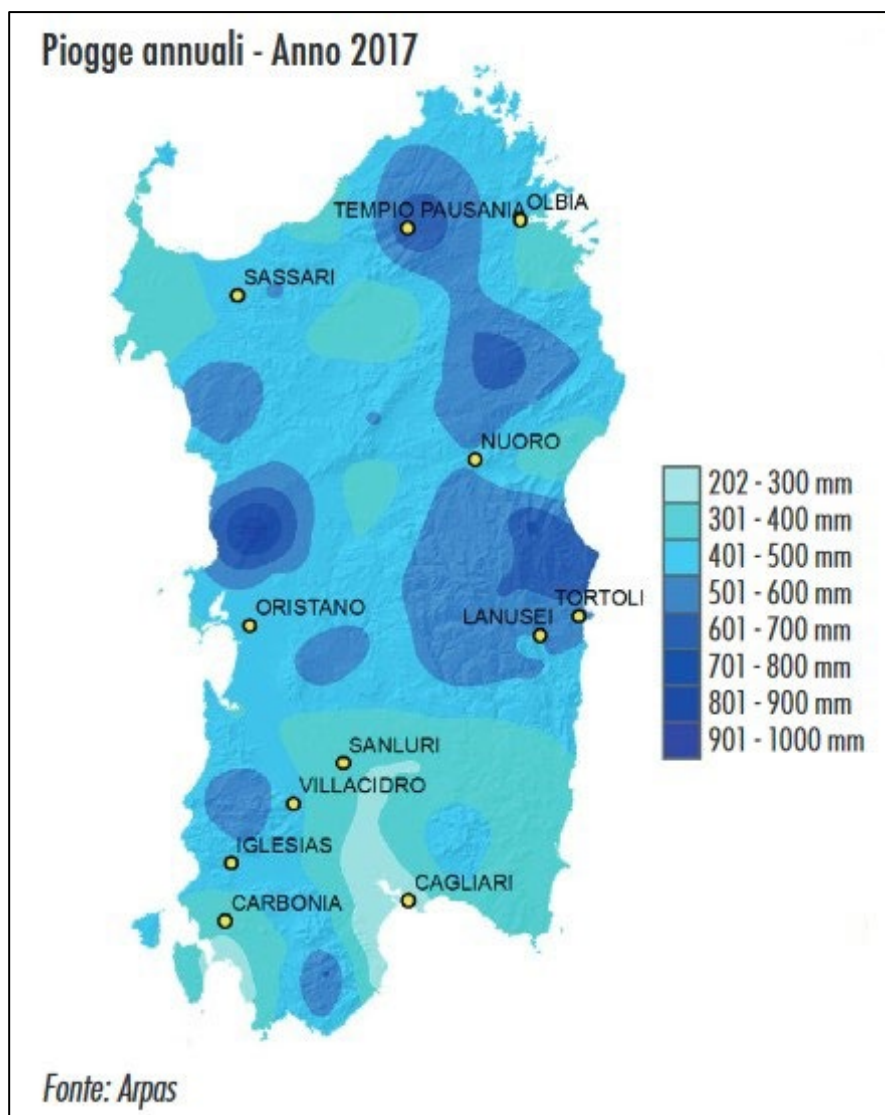 Piogge annuali - Anno 2017
TEMPIO PAUSANIA
OLBIA
SASSARI
NUORO
202 - 300 mm
301 - 400 mm
401 - 500 mm
501 - 600 mm
601 - 700 mm
701 - 800 mm
801 - 900 mm
901 - 1000 mm
ORISTANO
TORTOLI
LANUSEI
SANLURI
VILLACIDRO
IGLESIAS
CAGLIARI
CARBONIA
Fonte: Arpas